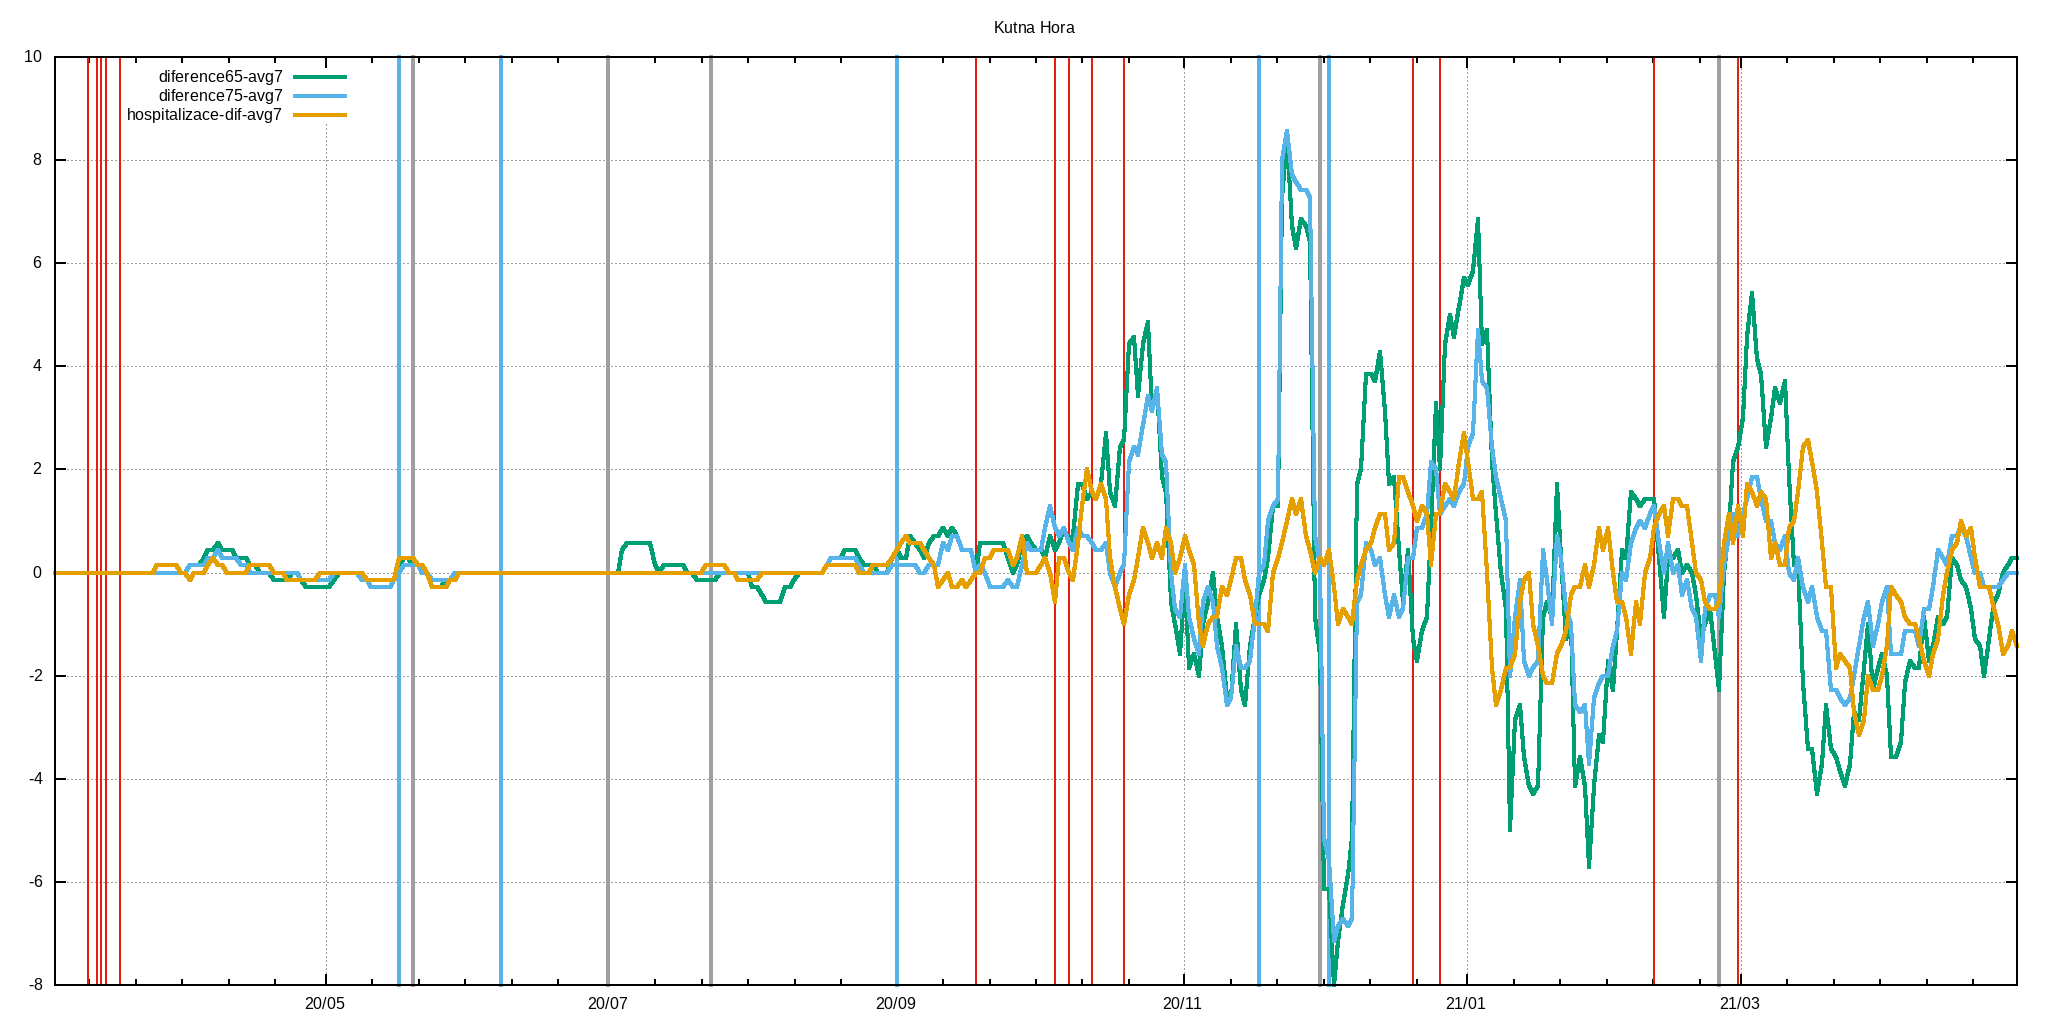 Kutna Hora
10
diference65-avg7
diference75-avg7
hospitalizace-dif-avg7
8
6
4
2
0
-2
-4
-6
-8
20/05 20/07 20/09 20/11 21/01 21/03